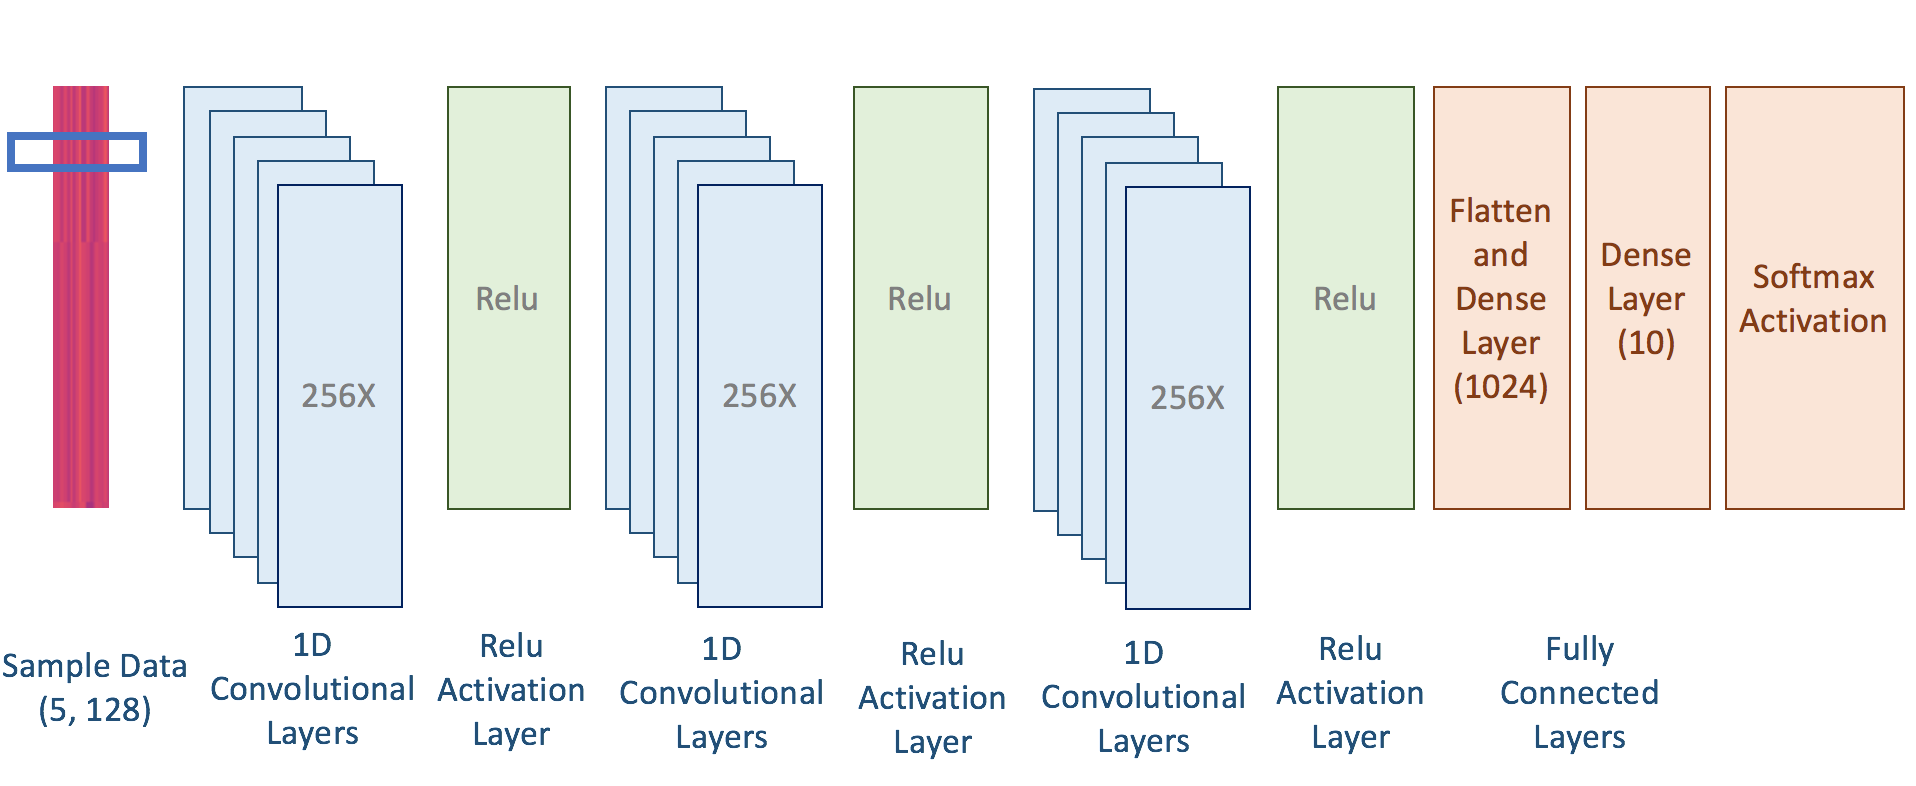 256X
Relu
256X
Relu
256X
Relu
Flatten
and
Dense
Layer
(1024)
Dense
Layer
(10)
Softmax
Activation
Sample Data
(5, 128)
1D
Convolutional
Layers
Relu
Activation
Layer
1D
Convolutional
Layers
Relu
Activation
Layer
1D
Convolutional
Layers
Relu
Activation
Layer
Fully
Connected
Layers